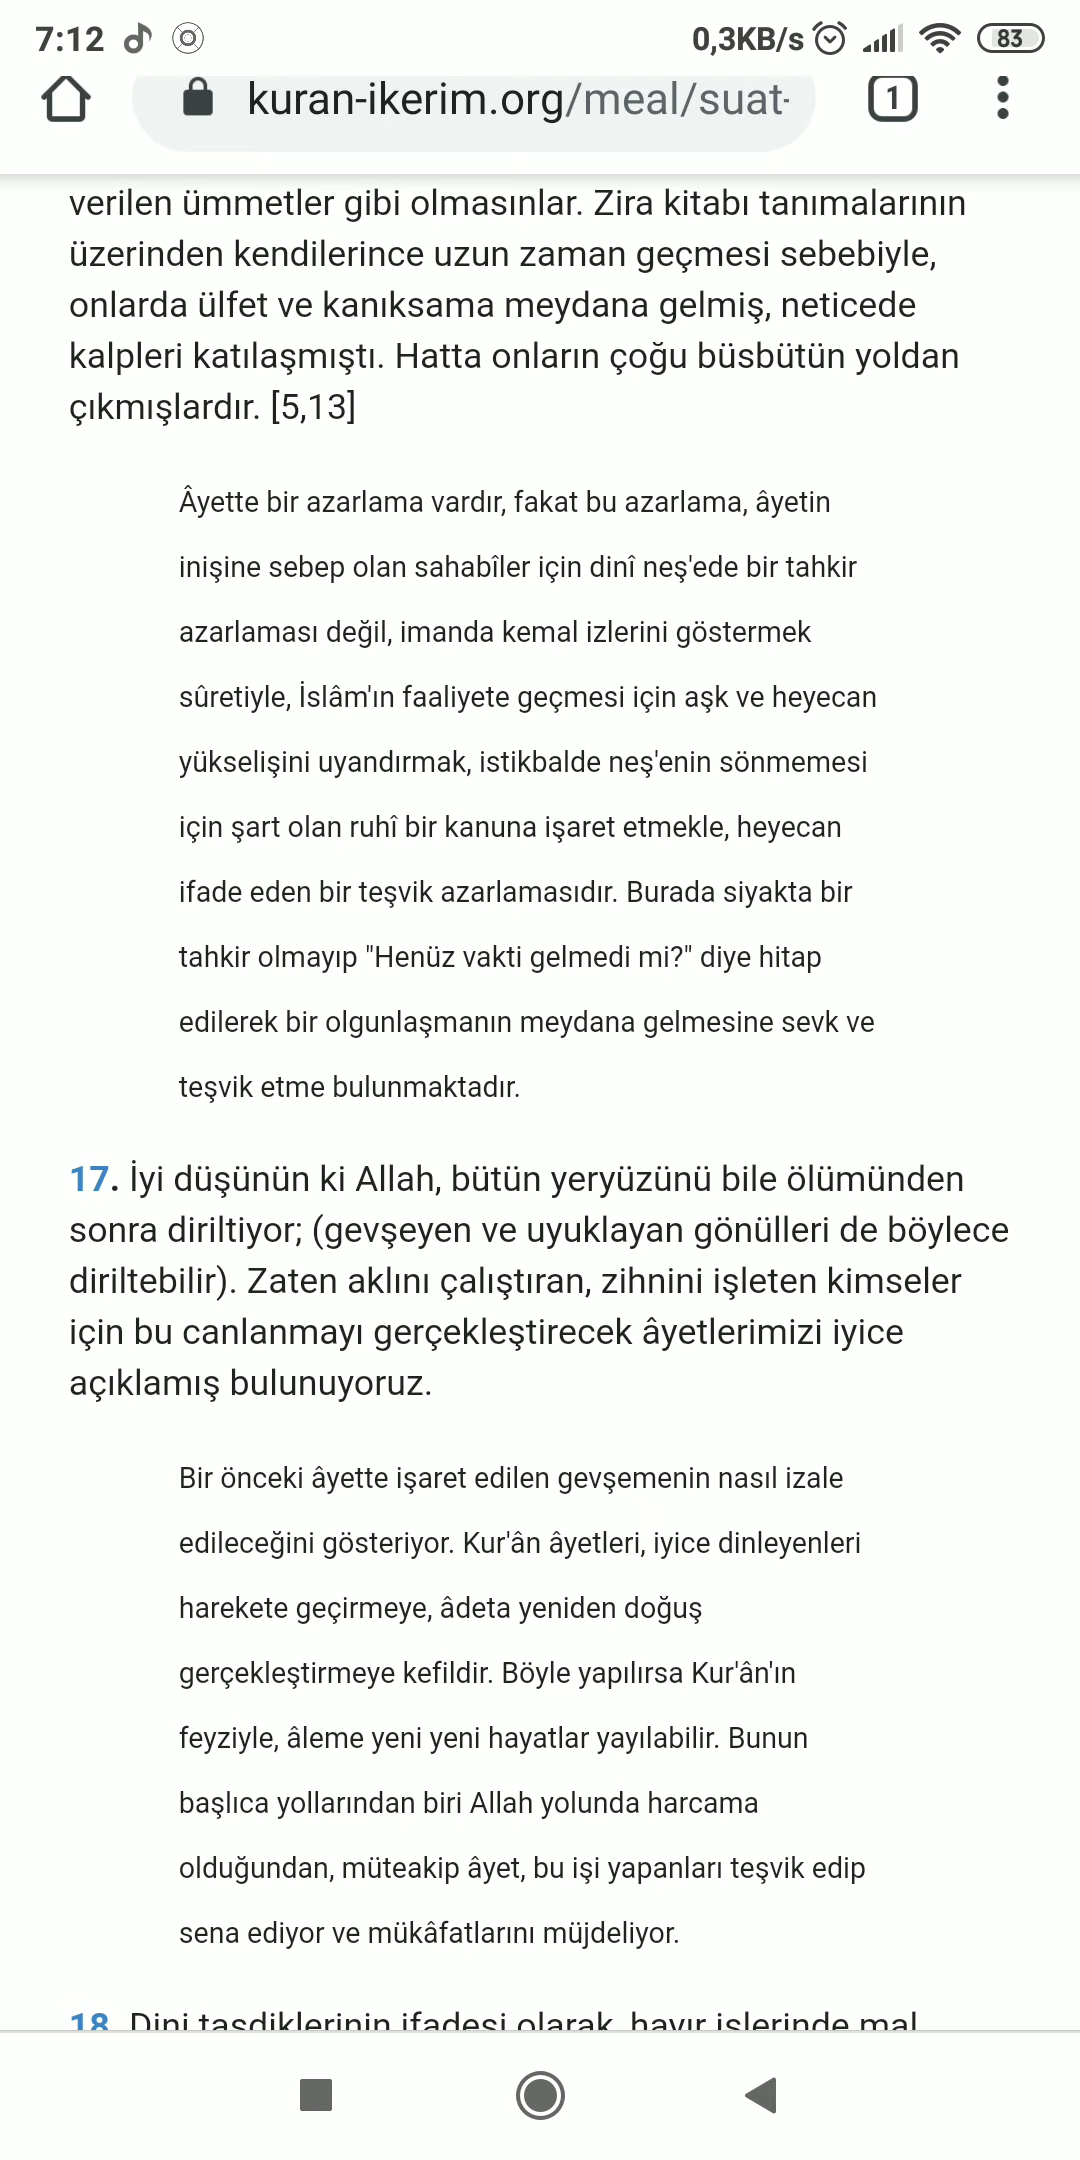 7:12 0,3KB/s 83
kuran-ikerim.org/meal/suat- 1
verilen ümmetler gibi olmasınlar. Zira kitabı tanımalarının
üzerinden kendilerince uzun zaman geçmesi sebebiyle,
onlarda ülfet ve kanıksama meydana gelmiş, neticede
kalpleri katılaşmıştı. Hatta onların çoğu büsbütün yoldan
çıkmışlardır. [5,13]
Âyette bir azarlama vardır, fakat bu azarlama, âyetin
inişine sebep olan sahabîler için dinî neş'ede bir tahkir
azarlaması değil, imanda kemal izlerini göstermek
sûretiyle, İslâm'ın faaliyete geçmesi için aşk ve heyecan
yükselişini uyandırmak, istikbalde neş'enin sönmemesi
için şart olan ruhî bir kanuna işaret etmekle, heyecan
ifade eden bir teşvik azarlamasıdır. Burada siyakta bir
tahkir olmayıp "Henüz vakti gelmedi mi?" diye hitap
edilerek bir olgunlaşmanın meydana gelmesine sevk ve
teşvik etme bulunmaktadır.
17. İyi düşünün ki Allah, bütün yeryüzünü bile ölümünden
sonra diriltiyor; (gevşeyen ve uyuklayan gönülleri de böylece
diriltebilir). Zaten aklını çalıştıran, zihnini işleten kimseler
için bu canlanmayı gerçekleştirecek âyetlerimizi iyice
açıklamış bulunuyoruz.
Bir önceki âyette işaret edilen gevşemenin nasıl izale
edileceğini gösteriyor. Kur'ân âyetleri, iyice dinleyenleri
harekete geçirmeye, âdeta yeniden doğuş
gerçekleştirmeye kefildir. Böyle yapılırsa Kur'ân'ın
feyziyle, âleme yeni yeni hayatlar yayılabilir. Bunun
başlıca yollarından biri Allah yolunda harcama
olduğundan, müteakip âyet, bu işi yapanları teşvik edip
sena ediyor ve mükâfatlarını müjdeliyor.
18. Dini tasdiklerinin ifadesi olarak, hayır işlerinde mal